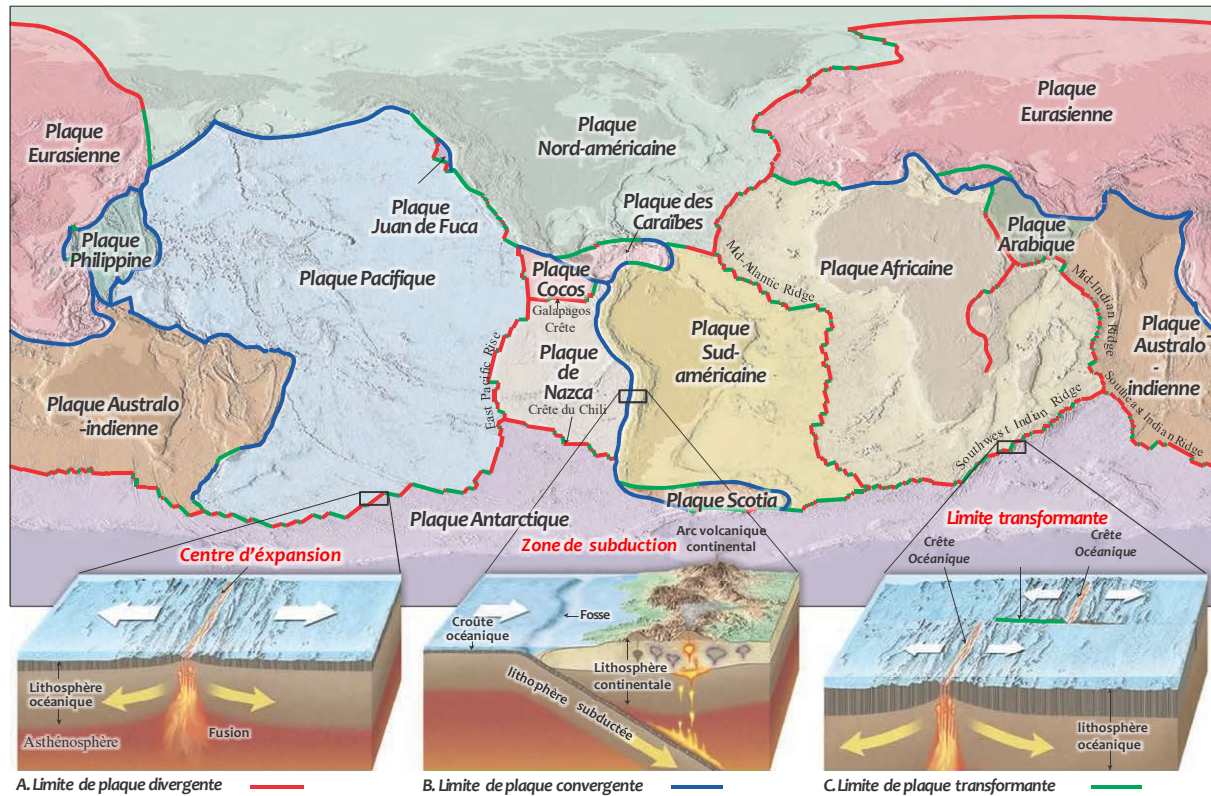 Plaque
Eurasienne
Plaque
Nord-américaine
Plaque
Eurasienne
Plaque
Juan de Fuca
Plaque des
Caraïbes
Plaque
Philippine
Plaque Pacifique
Plaque
Cocos
Galapagos
Crête
Mid-Atlantic Ridge
Plaque Africaine
Plaque
Arabique
Mid-Indian Ridge
Plaque
Australo
-
indienne
Plaque
de
Nazca
Crête du Chili
East Pacific Rise
Plaque
Sud-
américaine
Plaque Australo
-indienne
Southwest Indian Ridge
Southeast Indian Ridge
Plaque Scotia
Plaque Antarctique
Centre d'éxpansion
Zone de subduction
Arc volcanique
continental
Limite transformante
Crête
Océanique
Crête
Océanique
Croûte
océanique
Fosse
Lithosphère
océanique
Asthénosphère
Fusion
Lithosphère
continentale
lithophère subductée
lithosphère
océanique
A. Limite de plaque divergente
B. Limite de plaque convergente
C. Limite de plaque transformante